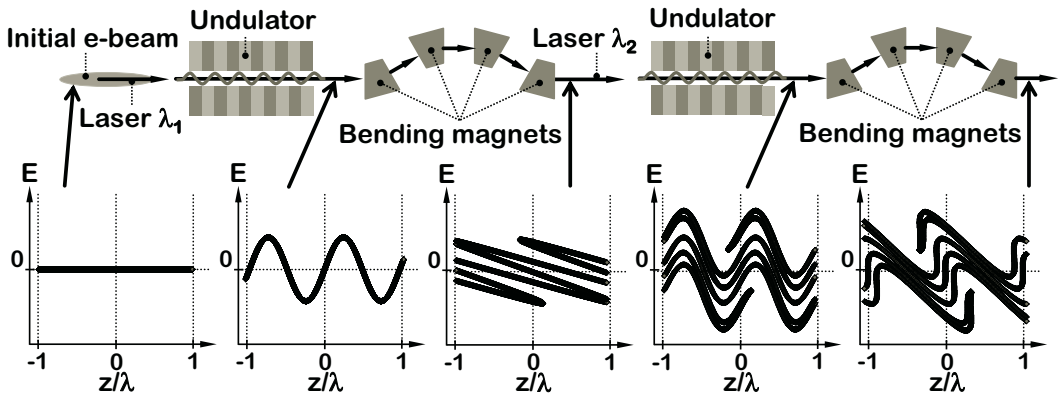 Initial e-beam
Undulator
Laser λ1
Bending magnets
Laser λ2
Undulator
Bending magnets
E
0
-1 0 1
z/λ
E
0
-1 0 1
z/λ
E
0
-1 0 1
z/λ
E
0
-1 0 1
z/λ
E
0
-1 0 1
z/λ